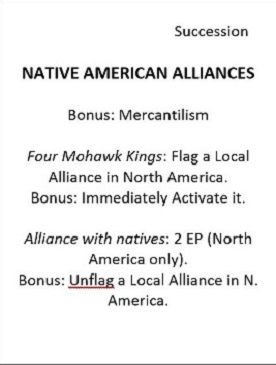 Succession
NATIVE AMERICAN ALLIANCES
Bonus: Mercantilism
Four Mohawk Kings: Flag a Local
Alliance in North America.
Bonus: Immediately Activate it.
Alliance with natives: 2 EP (North
America only).
Bonus: Unflag a Local Alliance in N.
America.